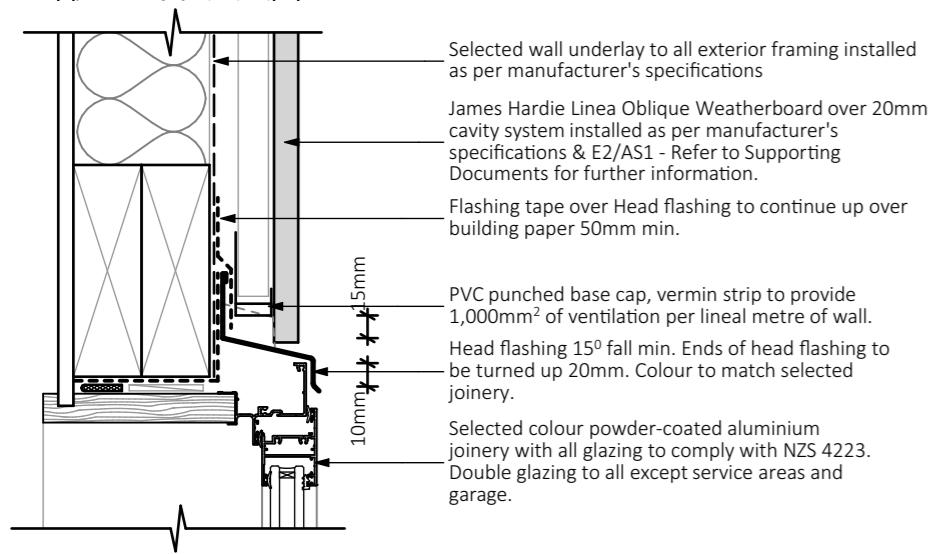 Selected wall underlay to all exterior framing installed
as per manufacturer's specifications
James Hardie Linea Oblique Weatherboard over 20mm
cavity system installed as per manufacturer's
specifications & E2/AS1 - Refer to Supporting
Documents for further information.
Flashing tape over Head flashing to continue up over
building paper 50mm min.
15mm
PVC punched base cap, vermin strip to provide
1,000mm² of ventilation per lineal metre of wall.
Head flashing 15⁰ fall min. Ends of head flashing to
be turned up 20mm. Colour to match selected
joinery.
10mm
Selected colour powder-coated aluminium
joinery with all glazing to comply with NZS 4223.
Double glazing to all except service areas and
garage.